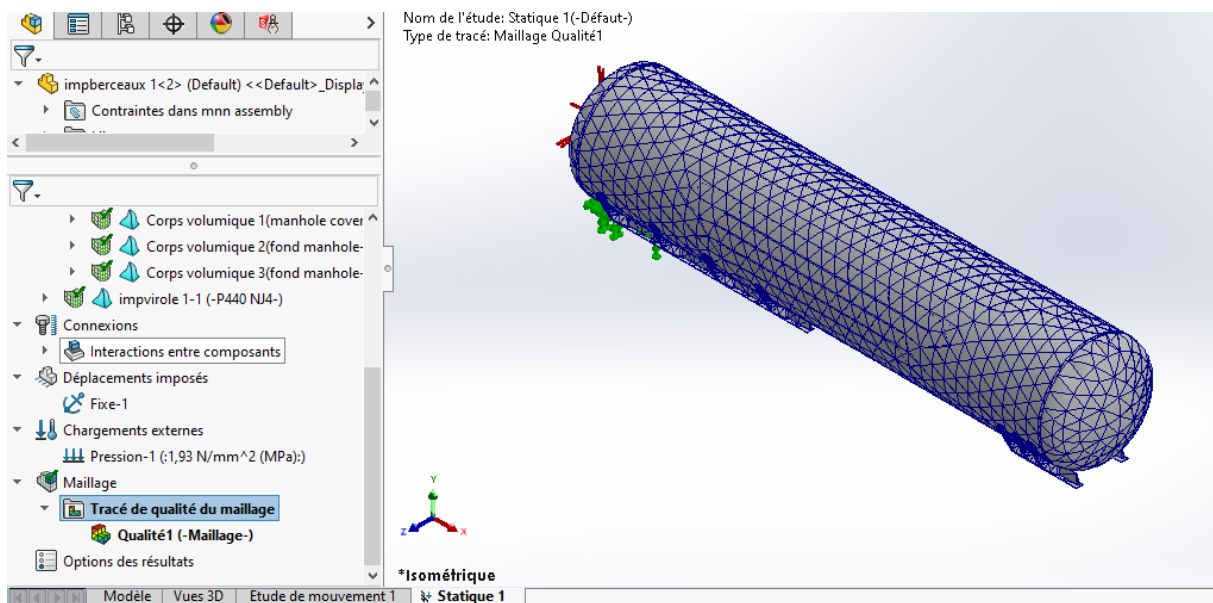 Nom de l'étude: Statique 1(-Défaut-)
Type de tracé: Maillage Qualité1
impberceaux 1<2> (Default) <<Default>_Displa
Contraintes dans mnn assembly
Corps volumique 1(manhole cover
Corps volumique 2(fond manhole-
Corps volumique 3(fond manhole-
impvirole 1-1 (-P440 NJ4-)
Connexions
Interactions entre composants
Déplacements imposés
Fixe-1
Chargements externes
Pression-1 (:1,93 N/mm^2 (MPa):)
Maillage
Tracé de qualité du maillage
Qualité1 (-Maillage-)
Options des résultats
Y
Z
X
*Isométrique
Modèle
Vues 3D
Etude de mouvement 1
Statique 1